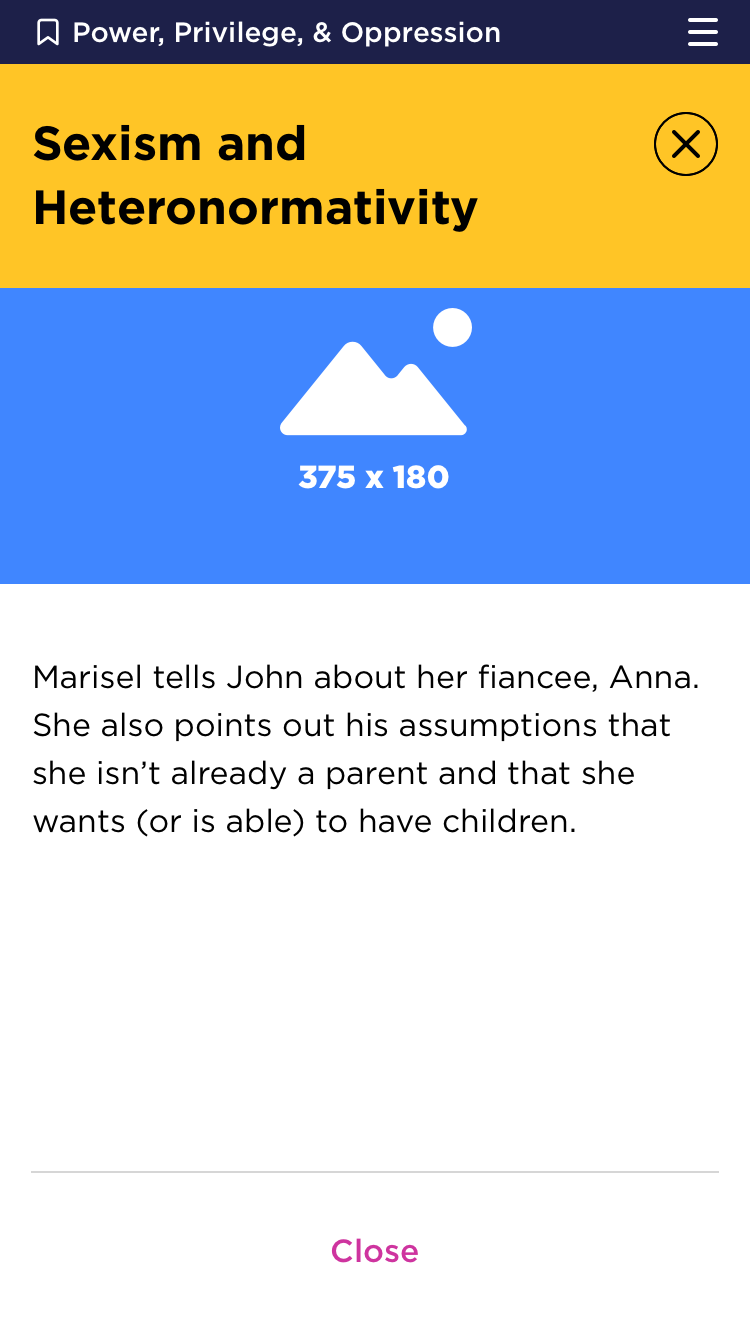 Power, Privilege, & Oppression
Sexism and
Heteronormativity
375 x 180
Marisel tells John about her fiancee, Anna.
She also points out his assumptions that
she isn’t already a parent and that she
wants (or is able) to have children.
Close